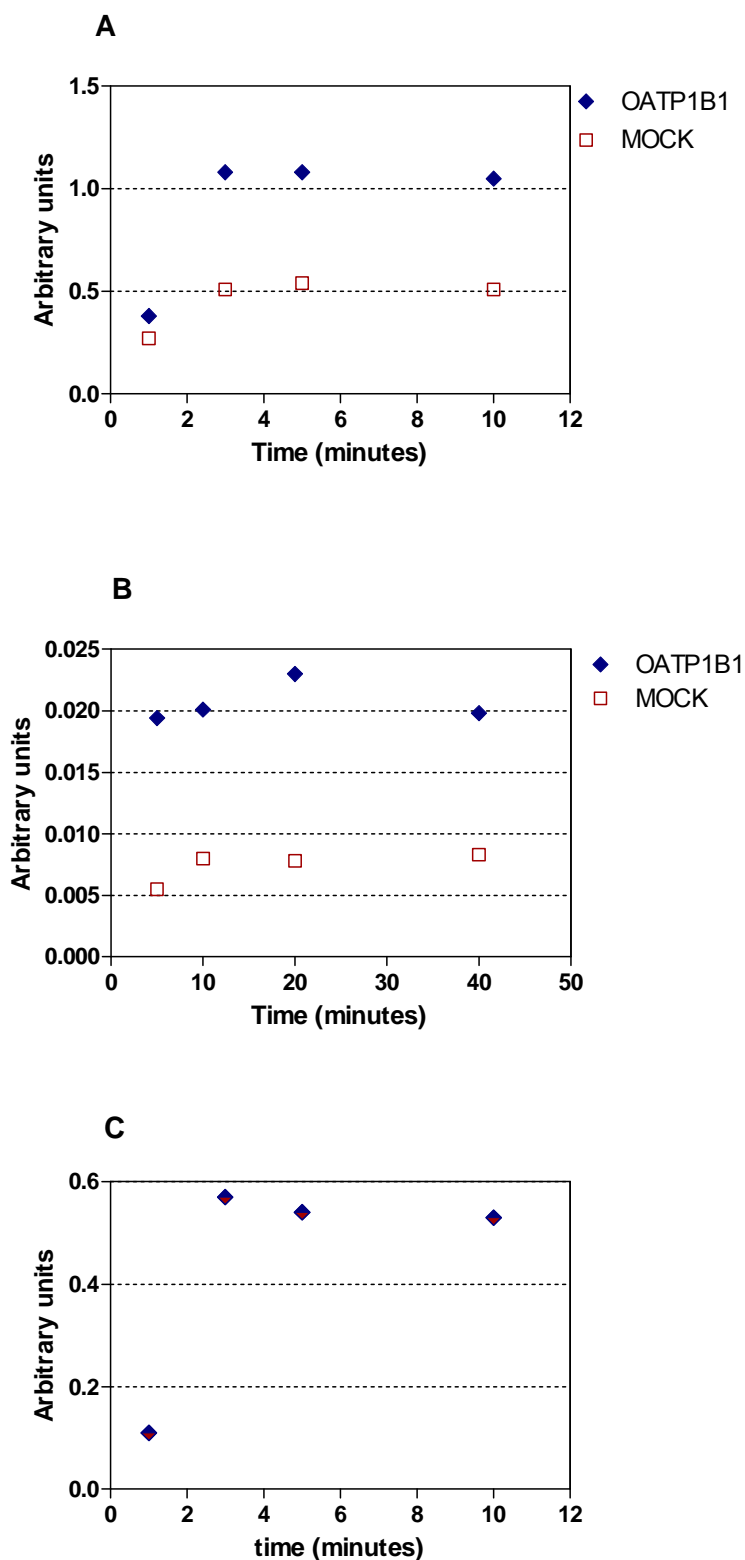 A
1.5
1.0
0.5
0.0
Arbitrary units
0 2 4 6 8 10 12
Time (minutes)
OATP1B1
MOCK
B
0.025
0.020
0.015
0.010
0.005
0.000
Arbitrary units
0 10 20 30 40 50
Time (minutes)
OATP1B1
MOCK
C
0.6
0.4
0.2
0.0
Arbitrary units
0 2 4 6 8 10 12
time (minutes)